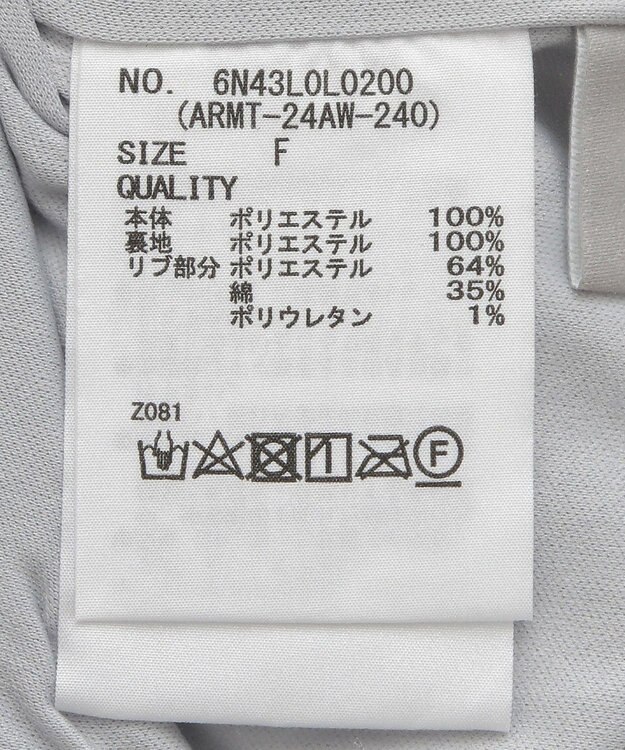 NO. 6N43L0L0200
(ARMT-24AW-240)
SIZE F
QUALITY
本体 ポリエステル 100%
裏地 ポリエステル 100%
リブ部分 ポリエステル 64%
綿 35%
ポリウレタン 1%
Z081
F